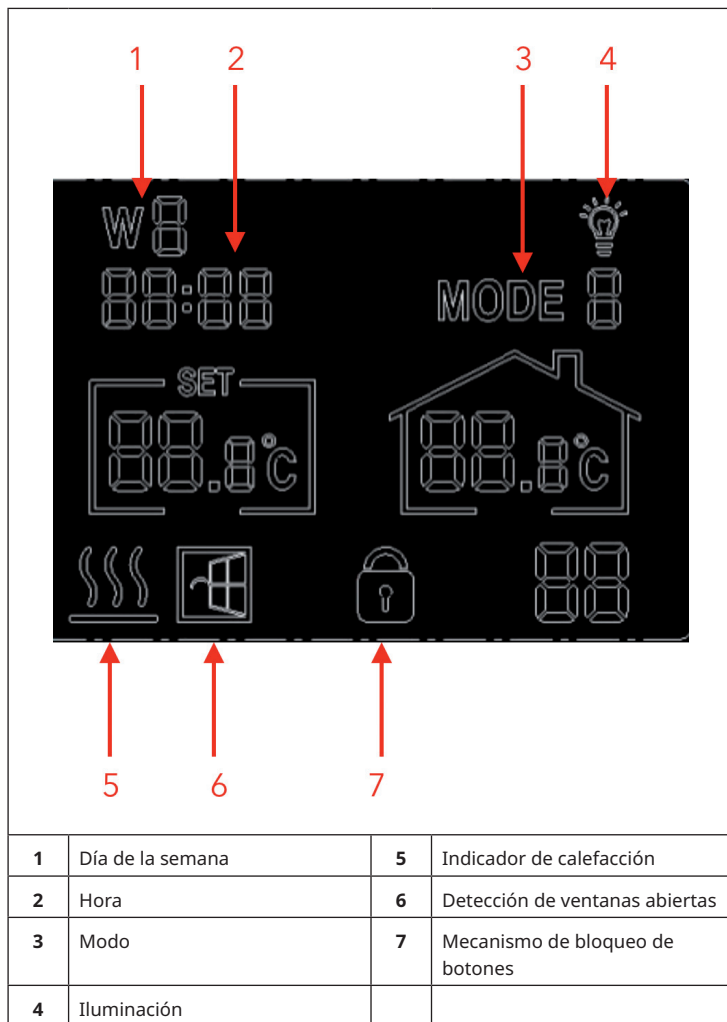 1 2 3 4
W8
88:88 MODE 8
SET
88.8°C 88.8°C
88
5 6 7
1 Día de la semana 5 Indicador de calefacción
2 Hora 6 Detección de ventanas abiertas
3 Modo 7 Mecanismo de bloqueo de
botones
4 Iluminación